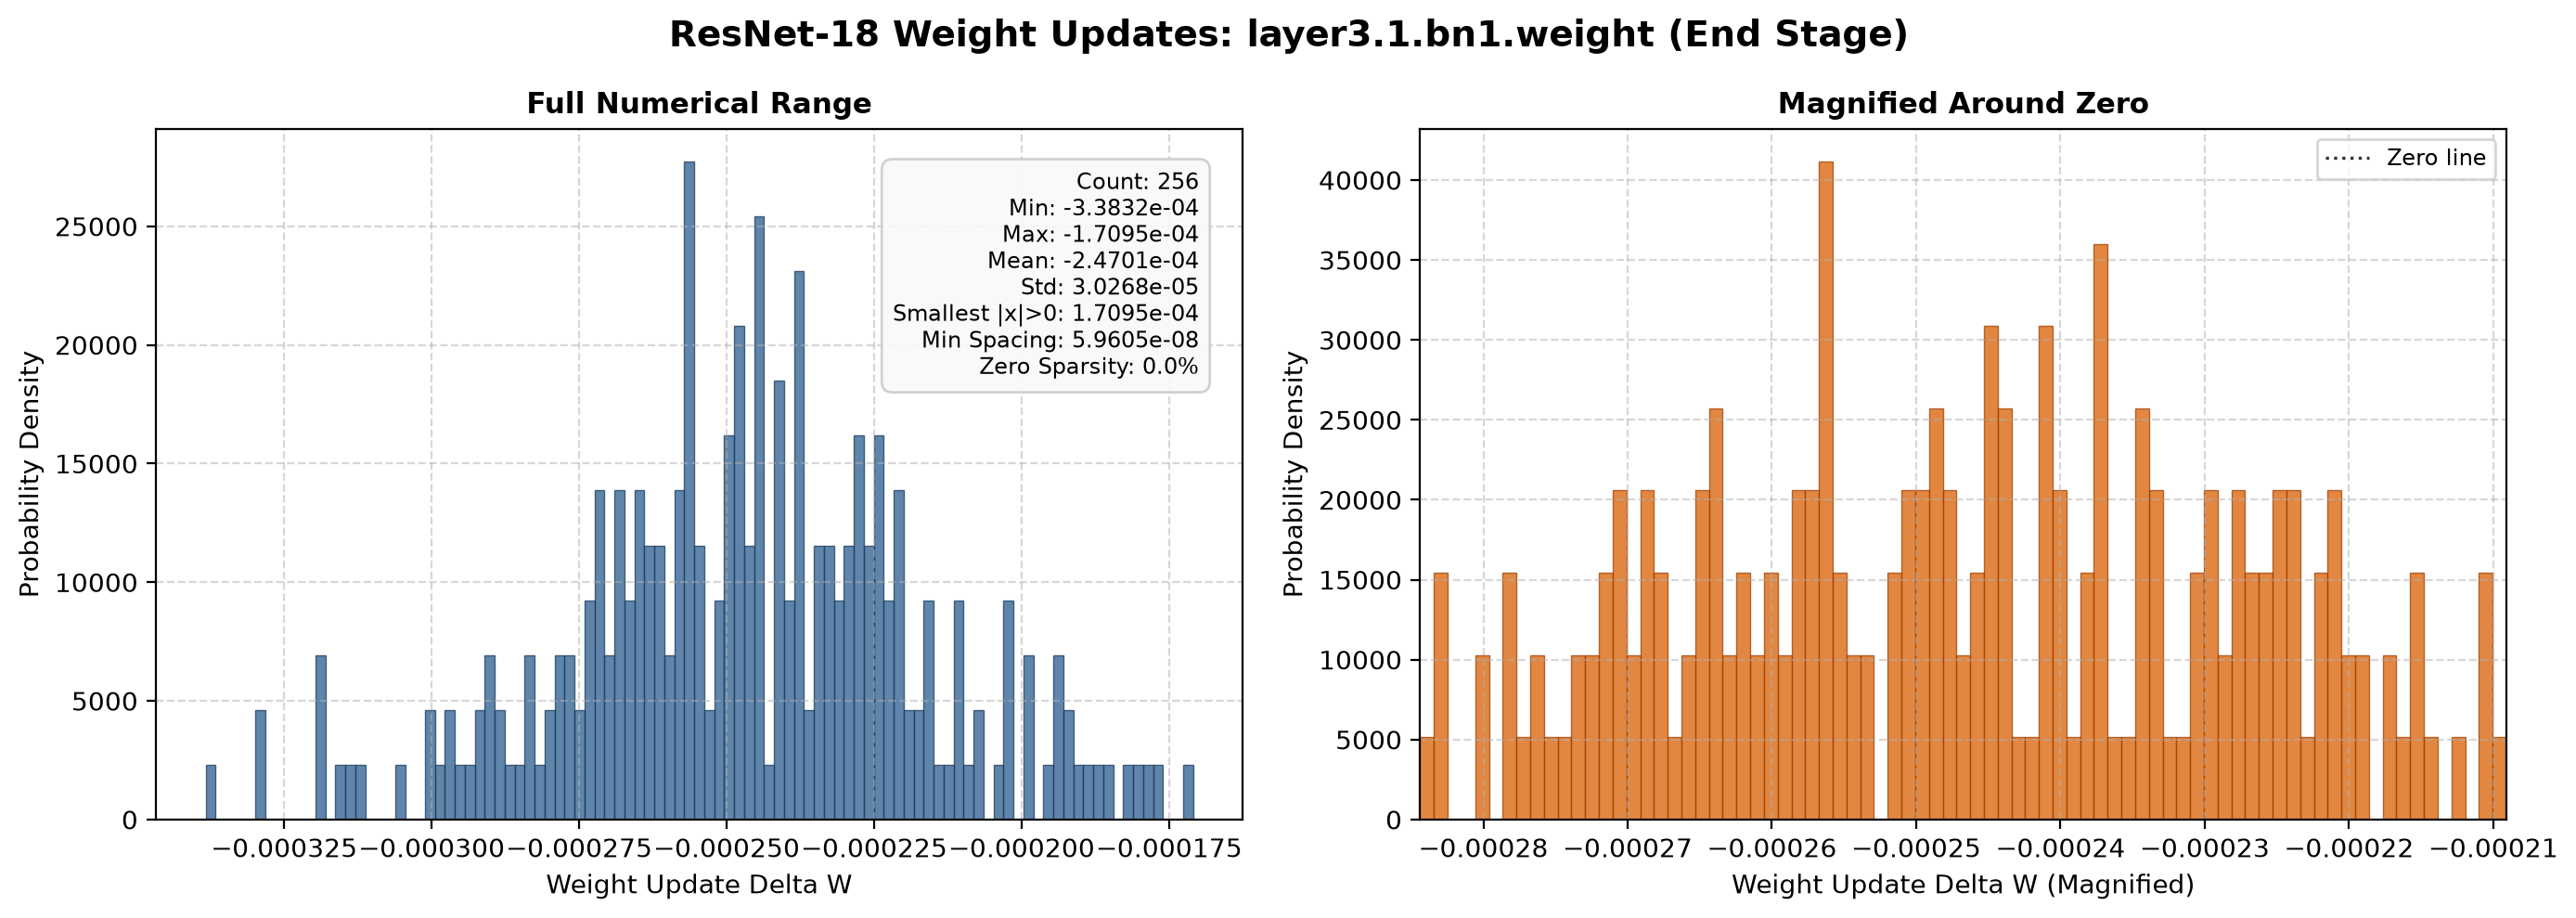 ResNet-18 Weight Updates: layer3.1.bn1.weight (End Stage)
Full Numerical Range
Count: 256
Min: -3.3832e-04
Max: -1.7095e-04
Mean: -2.4701e-04
Std: 3.0268e-05
Smallest |x|>0: 1.7095e-04
Min Spacing: 5.9605e-08
Zero Sparsity: 0.0%
Probability Density
25000
20000
15000
10000
5000
0
−0.000325 −0.000300 −0.000275 −0.000250 −0.000225 −0.000200 −0.000175
Weight Update Delta W
Magnified Around Zero
Zero line
Probability Density
40000
35000
30000
25000
20000
15000
10000
5000
0
−0.00028 −0.00027 −0.00026 −0.00025 −0.00024 −0.00023 −0.00022 −0.00021
Weight Update Delta W (Magnified)